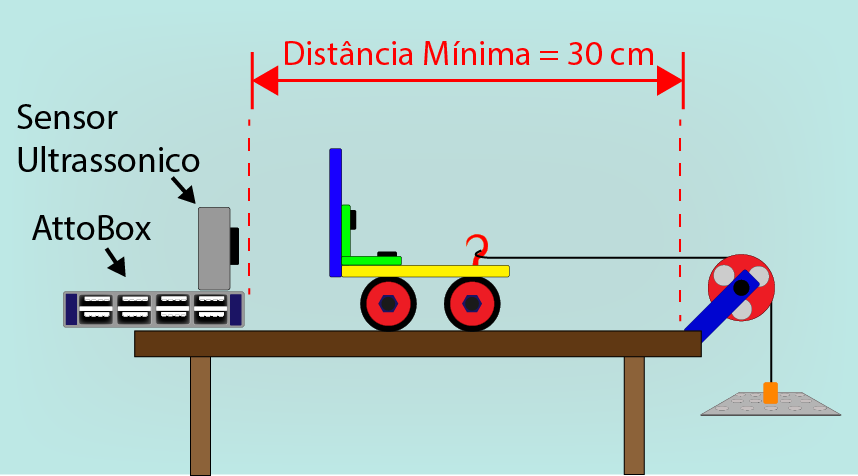 Distância Mínima = 30 cm
Sensor
Ultrassonico
AttoBox